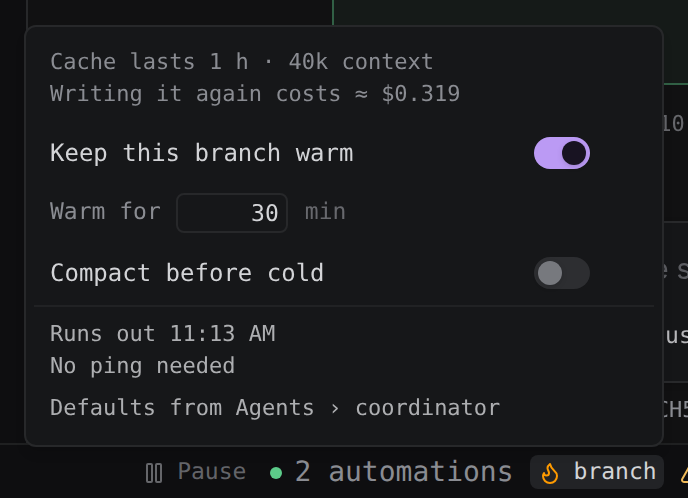 Cache lasts 1 h · 40k context
Writing it again costs ≈ $0.319
10
Keep this branch warm
Warm for 30 min
Compact before cold
Runs out 11:13 AM
us
No ping needed
Defaults from Agents › coordinator
Pause 2 automations branch